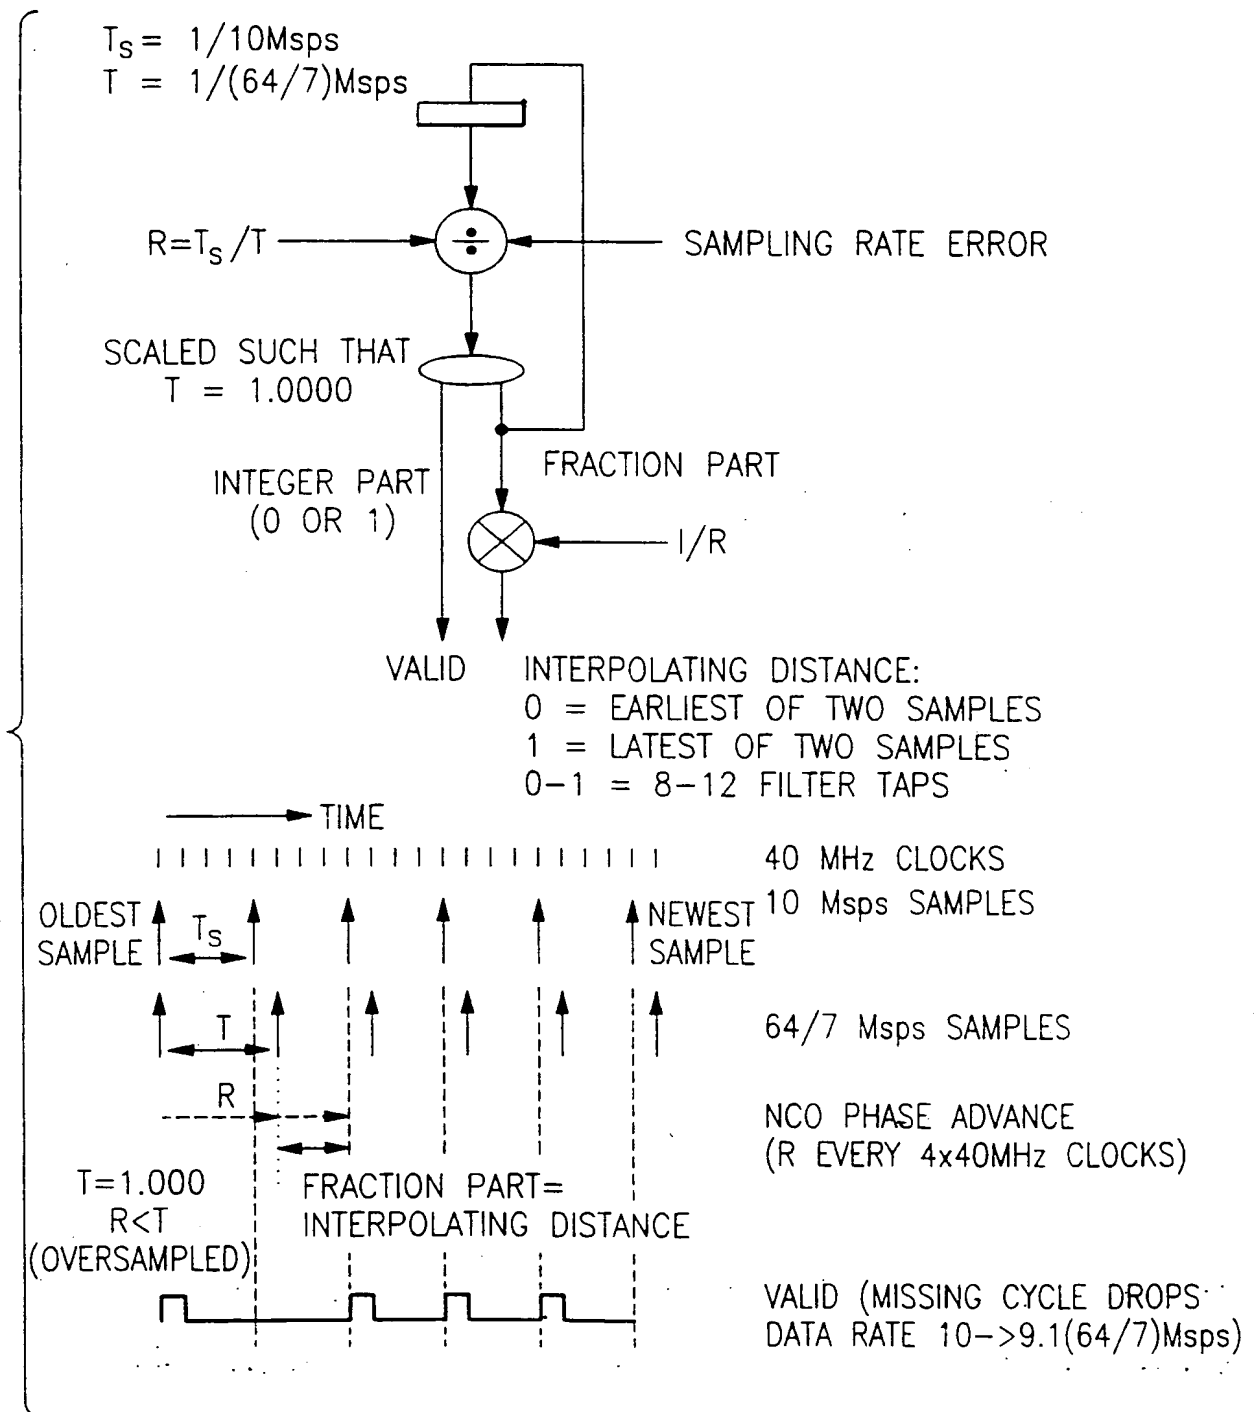 TS = 1/10Msps
T = 1/(64/7)Msps
R=TS/T
SAMPLING RATE ERROR
SCALED SUCH THAT
T = 1.0000
FRACTION PART
INTEGER PART
(0 OR 1)
I/R
VALID
INTERPOLATING DISTANCE:
0 = EARLIEST OF TWO SAMPLES
1 = LATEST OF TWO SAMPLES
0-1 = 8-12 FILTER TAPS
TIME
40 MHz CLOCKS
10 Msps SAMPLES
OLDEST
SAMPLE
TS
NEWEST
SAMPLE
T
64/7 Msps SAMPLES
R
NCO PHASE ADVANCE
(R EVERY 4x40MHz CLOCKS)
T=1.000
R<T
(OVERSAMPLED)
FRACTION PART=
INTERPOLATING DISTANCE
VALID (MISSING CYCLE DROPS
DATA RATE 10->9.1(64/7)Msps)